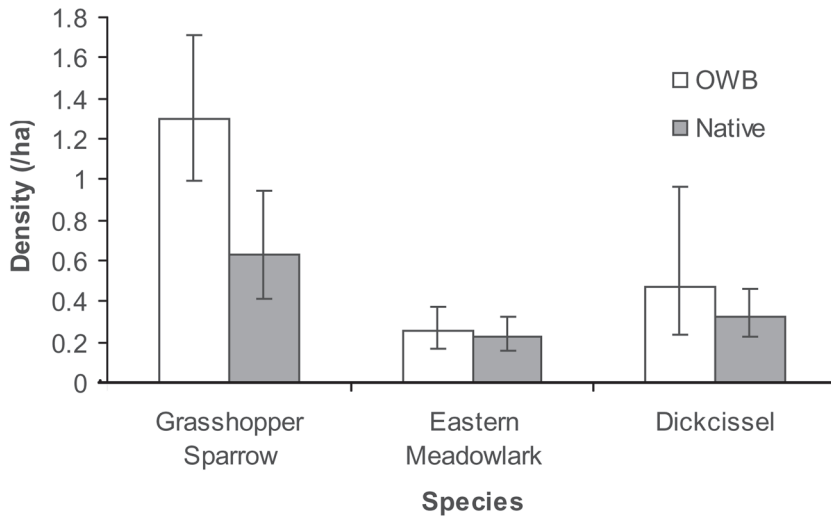 Density (/ha)
1.8
1.6
1.4
1.2
1
0.8
0.6
0.4
0.2
0
OWB
Native
Grasshopper
Sparrow
Eastern
Meadowlark
Dickcissel
Species